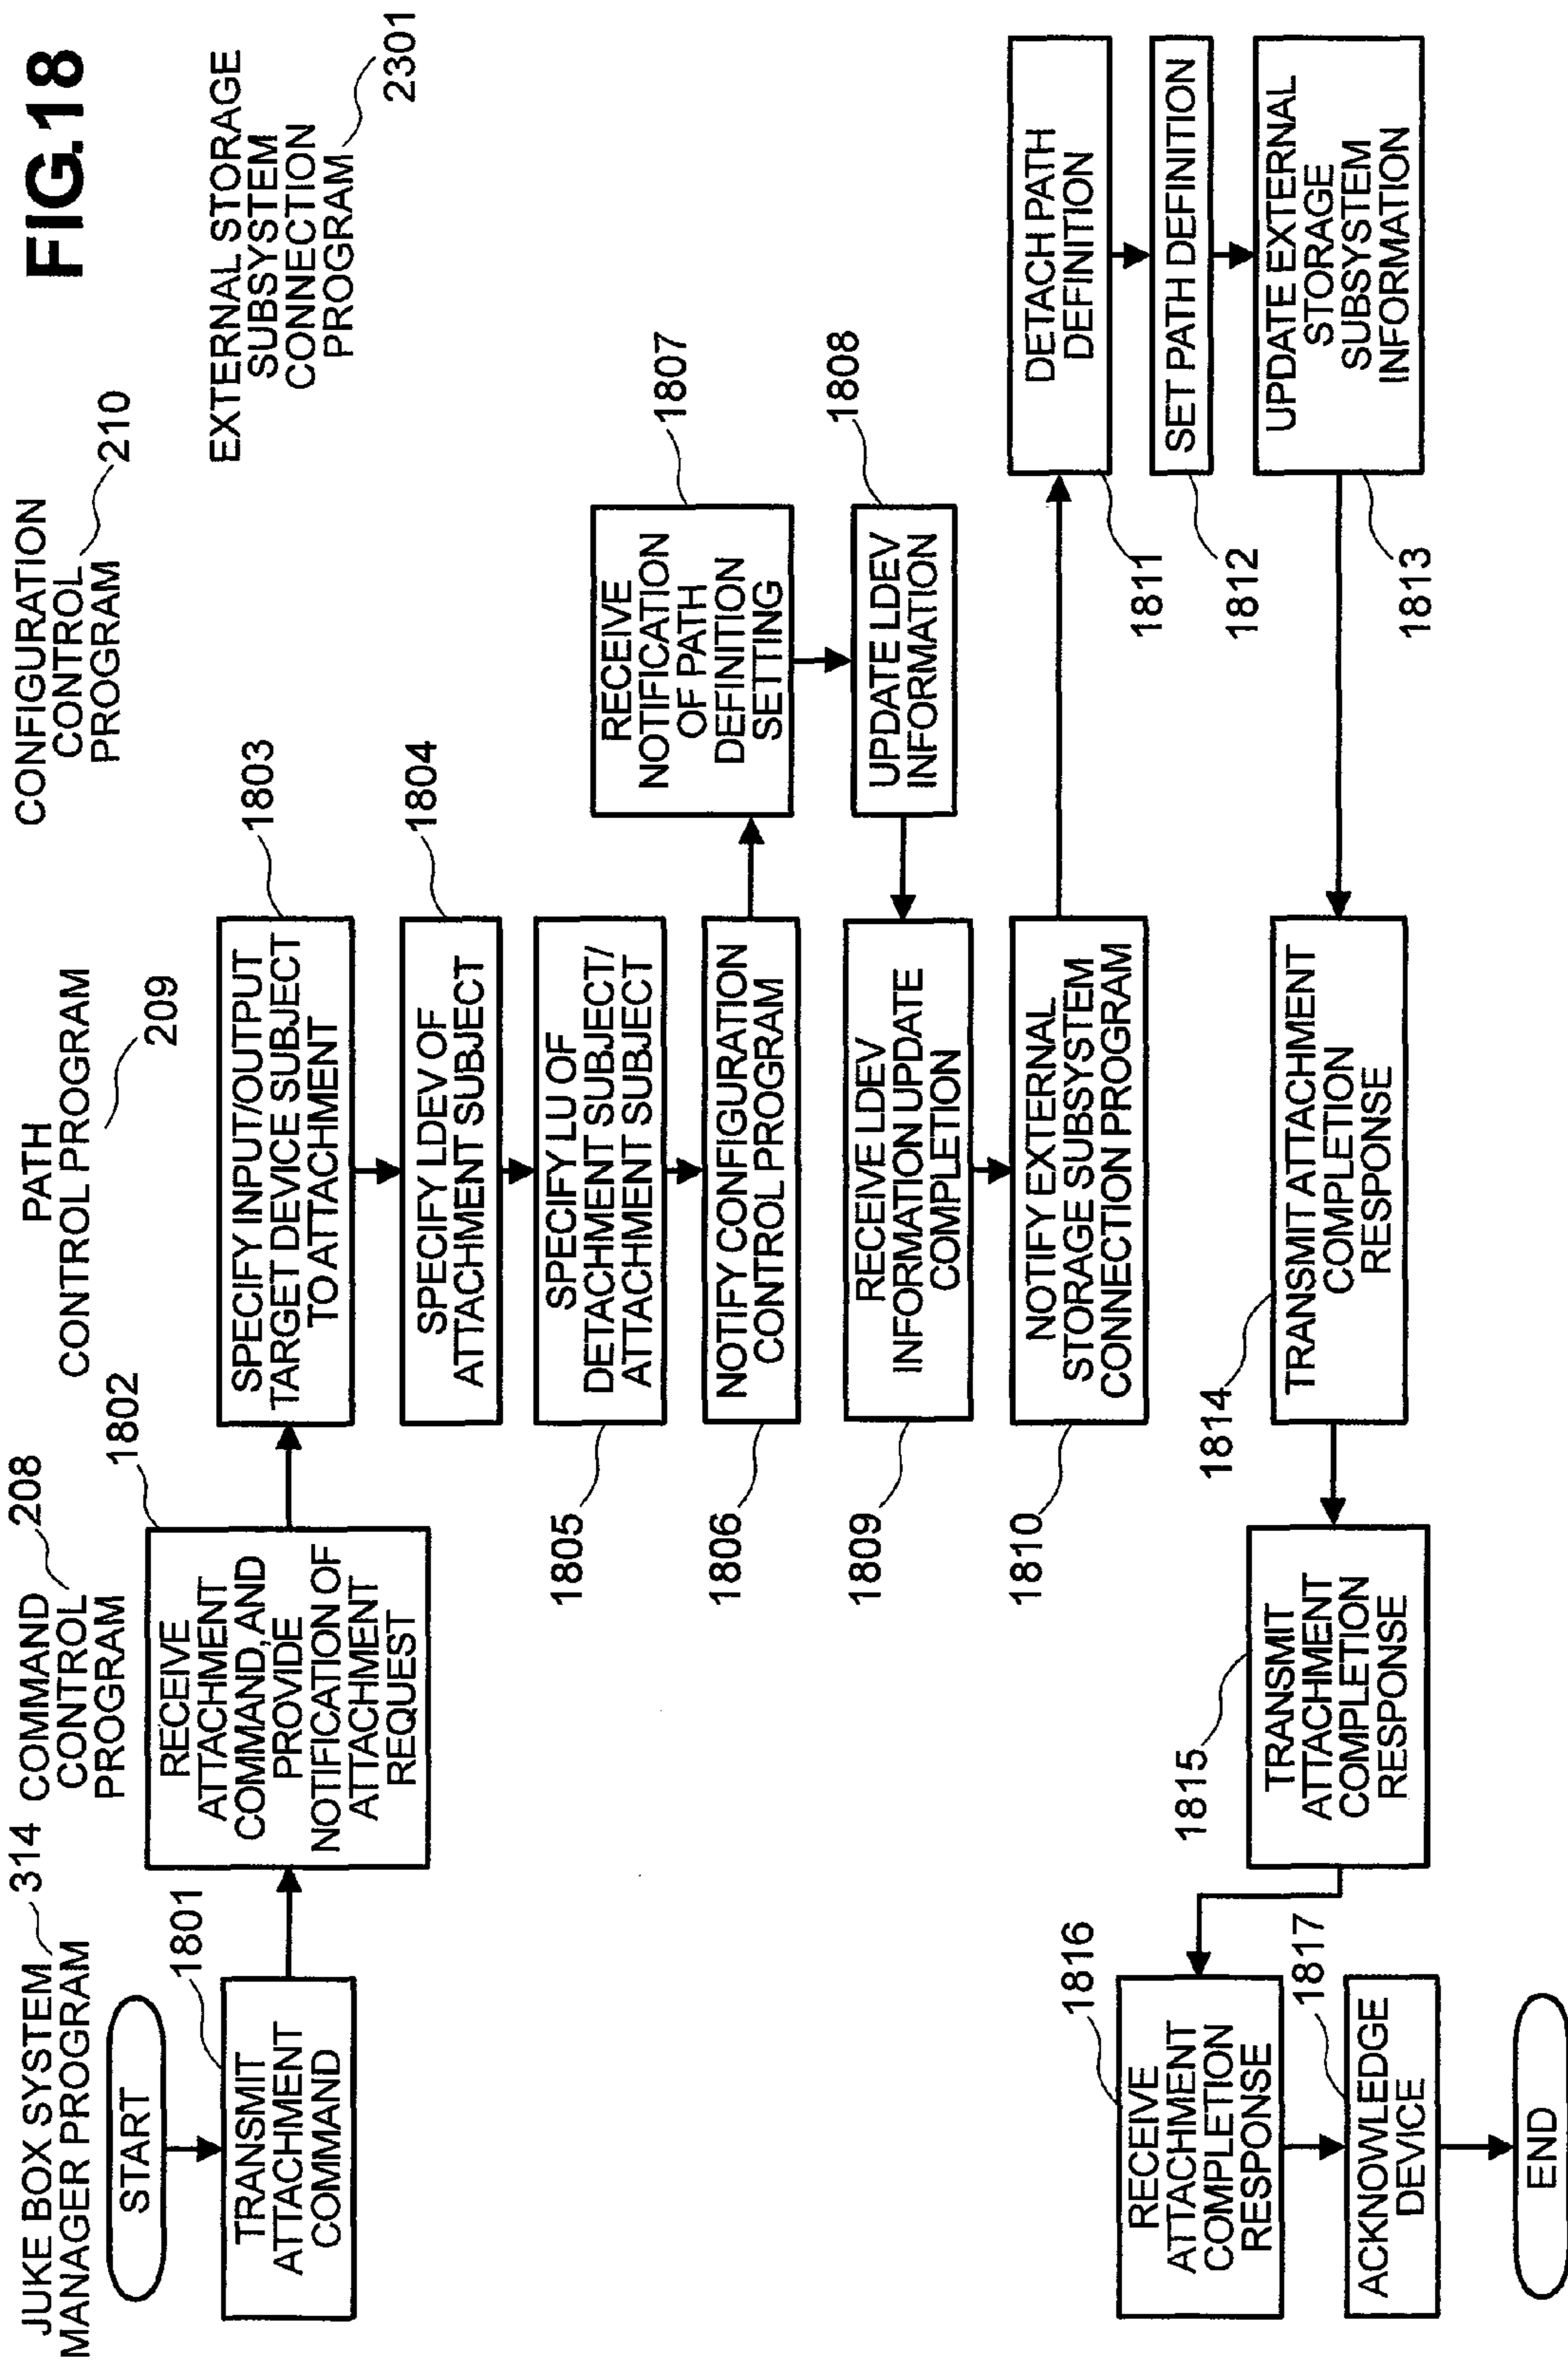 FIG.18
JUKE BOX SYSTEM
MANAGER PROGRAM
314
COMMAND
CONTROL
PROGRAM
208
PATH
CONTROL PROGRAM
209
CONFIGURATION
CONTROL
PROGRAM
210
EXTERNAL STORAGE
SUBSYSTEM
CONNECTION
PROGRAM
2301
START
1801
TRANSMIT
ATTACHMENT
COMMAND
1802
RECEIVE
ATTACHMENT
COMMAND, AND
PROVIDE
NOTIFICATION OF
ATTACHMENT
REQUEST
1803
SPECIFY INPUT/OUTPUT
TARGET DEVICE SUBJECT
TO ATTACHMENT
1804
SPECIFY LDEV OF
ATTACHMENT SUBJECT
1805
SPECIFY LU OF
DETACHMENT SUBJECT/
ATTACHMENT SUBJECT
1806
NOTIFY CONFIGURATION
CONTROL PROGRAM
1807
RECEIVE
NOTIFICATION
OF PATH
DEFINITION
SETTING
1808
UPDATE LDEV
INFORMATION
1809
RECEIVE LDEV
INFORMATION UPDATE
COMPLETION
1810
NOTIFY EXTERNAL
STORAGE SUBSYSTEM
CONNECTION PROGRAM
1811
DETACH PATH
DEFINITION
1812
SET PATH DEFINITION
1813
UPDATE EXTERNAL
STORAGE
SUBSYSTEM
INFORMATION
1814
TRANSMIT ATTACHMENT
COMPLETION
RESPONSE
1815
TRANSMIT
ATTACHMENT
COMPLETION
RESPONSE
1816
RECEIVE
ATTACHMENT
COMPLETION
RESPONSE
1817
ACKNOWLEDGE
DEVICE
END